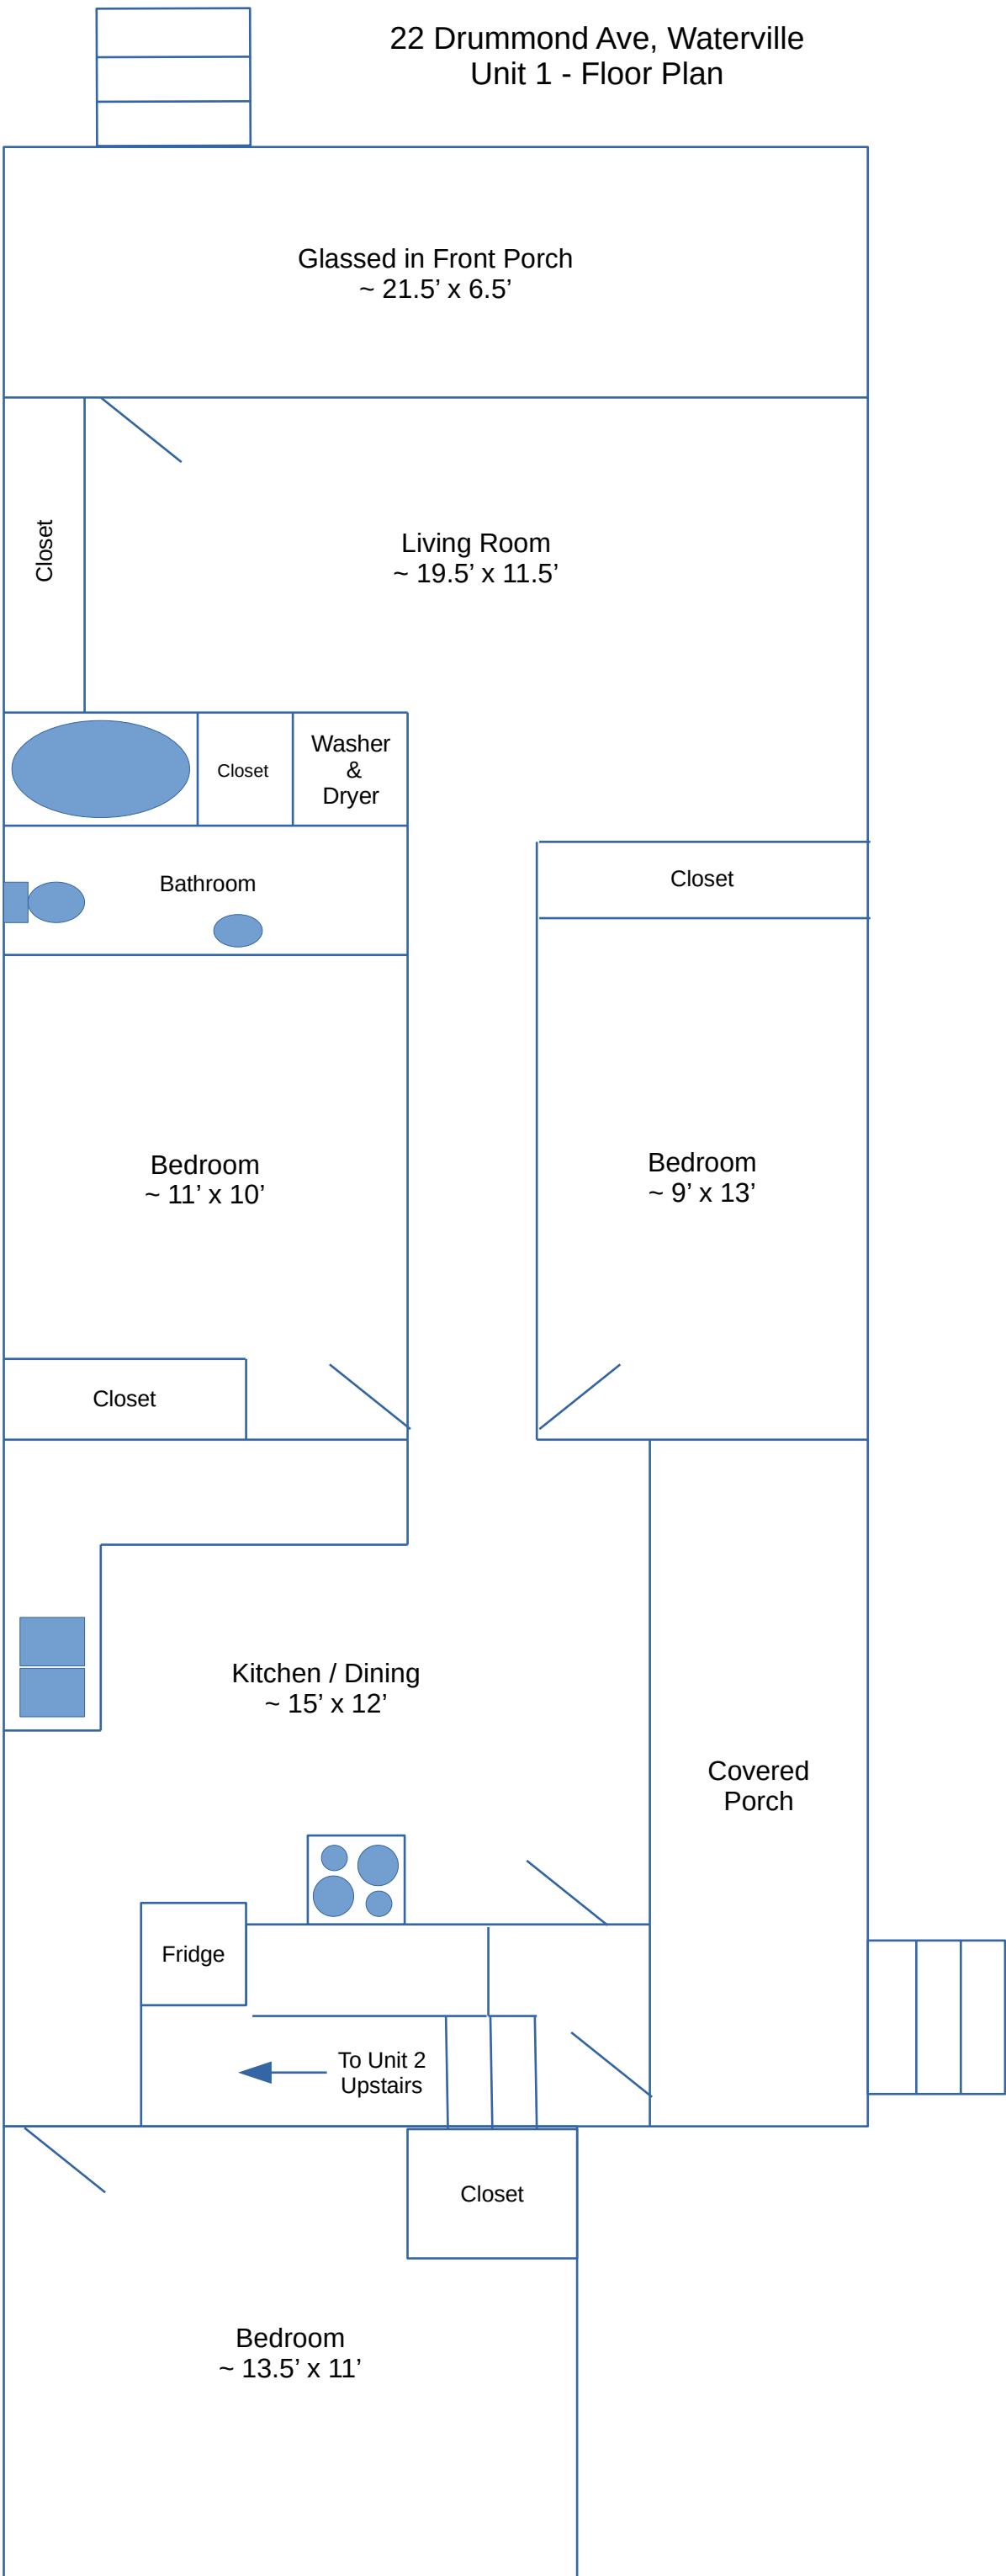 22 Drummond Ave, Waterville
Unit 1 - Floor Plan
Glassed in Front Porch
~ 21.5’ x 6.5’
Closet
Living Room
~ 19.5’ x 11.5’
Closet
Washer
&
Dryer
Bathroom
Closet
Bedroom
~ 11’ x 10’
Bedroom
~ 9’ x 13’
Closet
Kitchen / Dining
~ 15’ x 12’
Covered
Porch
Fridge
To Unit 2
Upstairs
Closet
Bedroom
~ 13.5’ x 11’